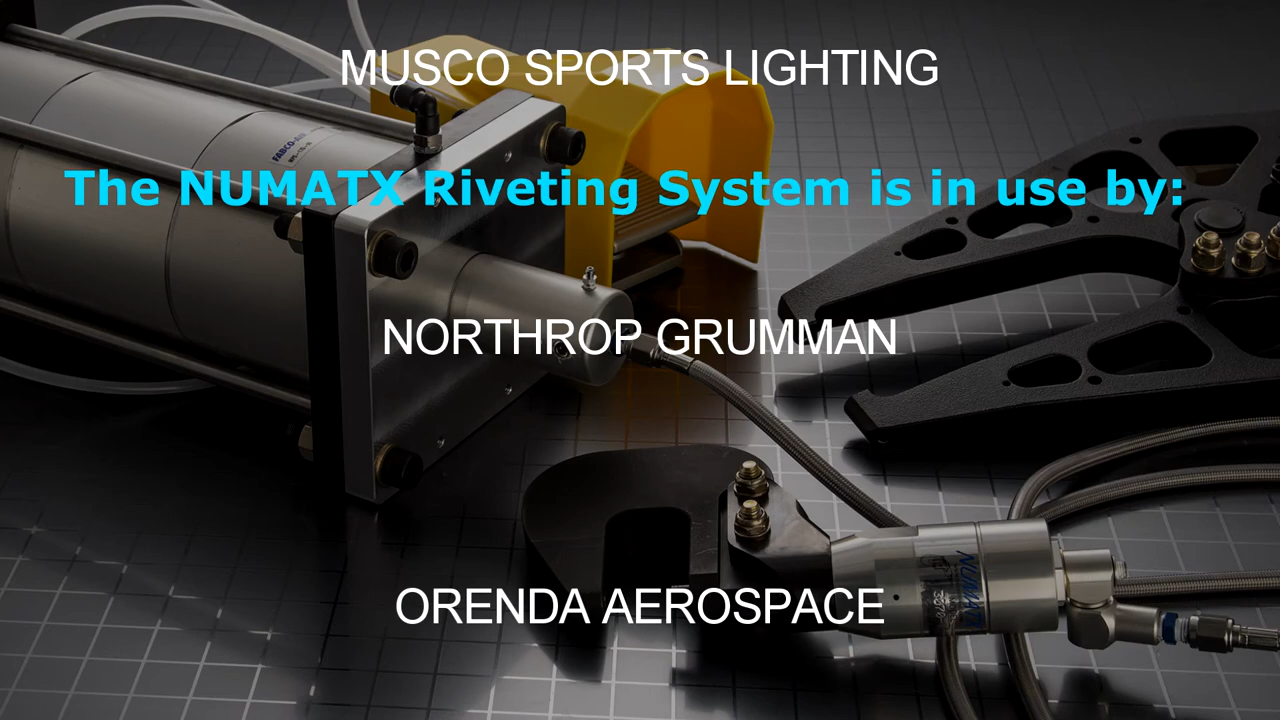 MUSCO SPORTS LIGHTING
The NUMATX Riveting System is in use by:
NORTHROP GRUMMAN
ORENDA AEROSPACE